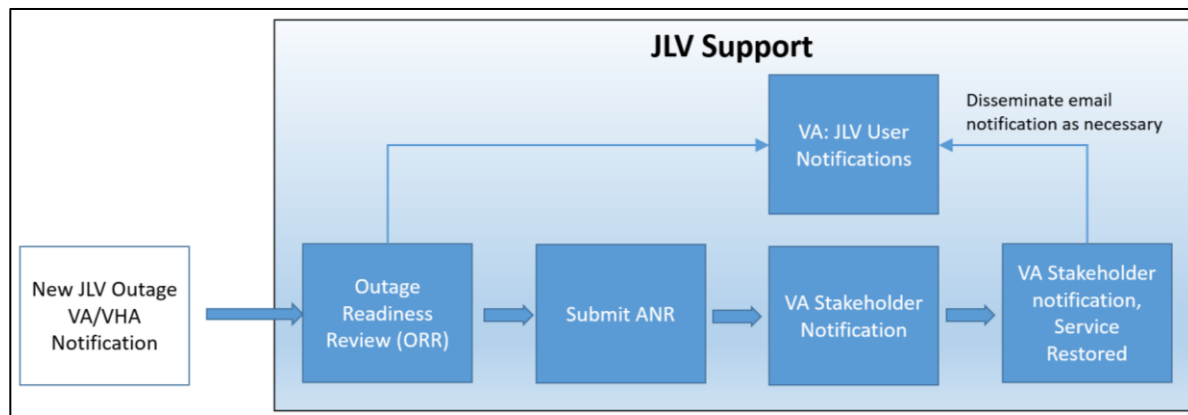 JLV Support
VA: JLV User
Notifications
Disseminate email
notification as necessary
New JLV Outage
VA/VHA
Notification
Outage
Readiness
Review (ORR)
Submit ANR
VA Stakeholder
Notification
VA Stakeholder
notification,
Service
Restored